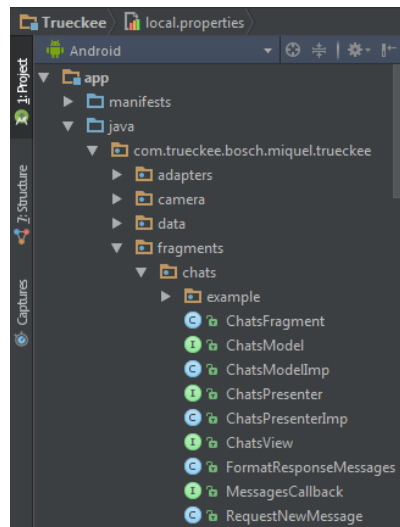 Trueckee local.properties
Android
1: Project
7: Structure
Captures
app
manifests
java
com.trueckee.bosch.miquel.trueckee
adapters
camera
data
fragments
chats
example
C ChatsFragment
I ChatsModel
C ChatsModelImp
I ChatsPresenter
C ChatsPresenterImp
I ChatsView
C FormatResponseMessages
I MessagesCallback
C RequestNewMessage